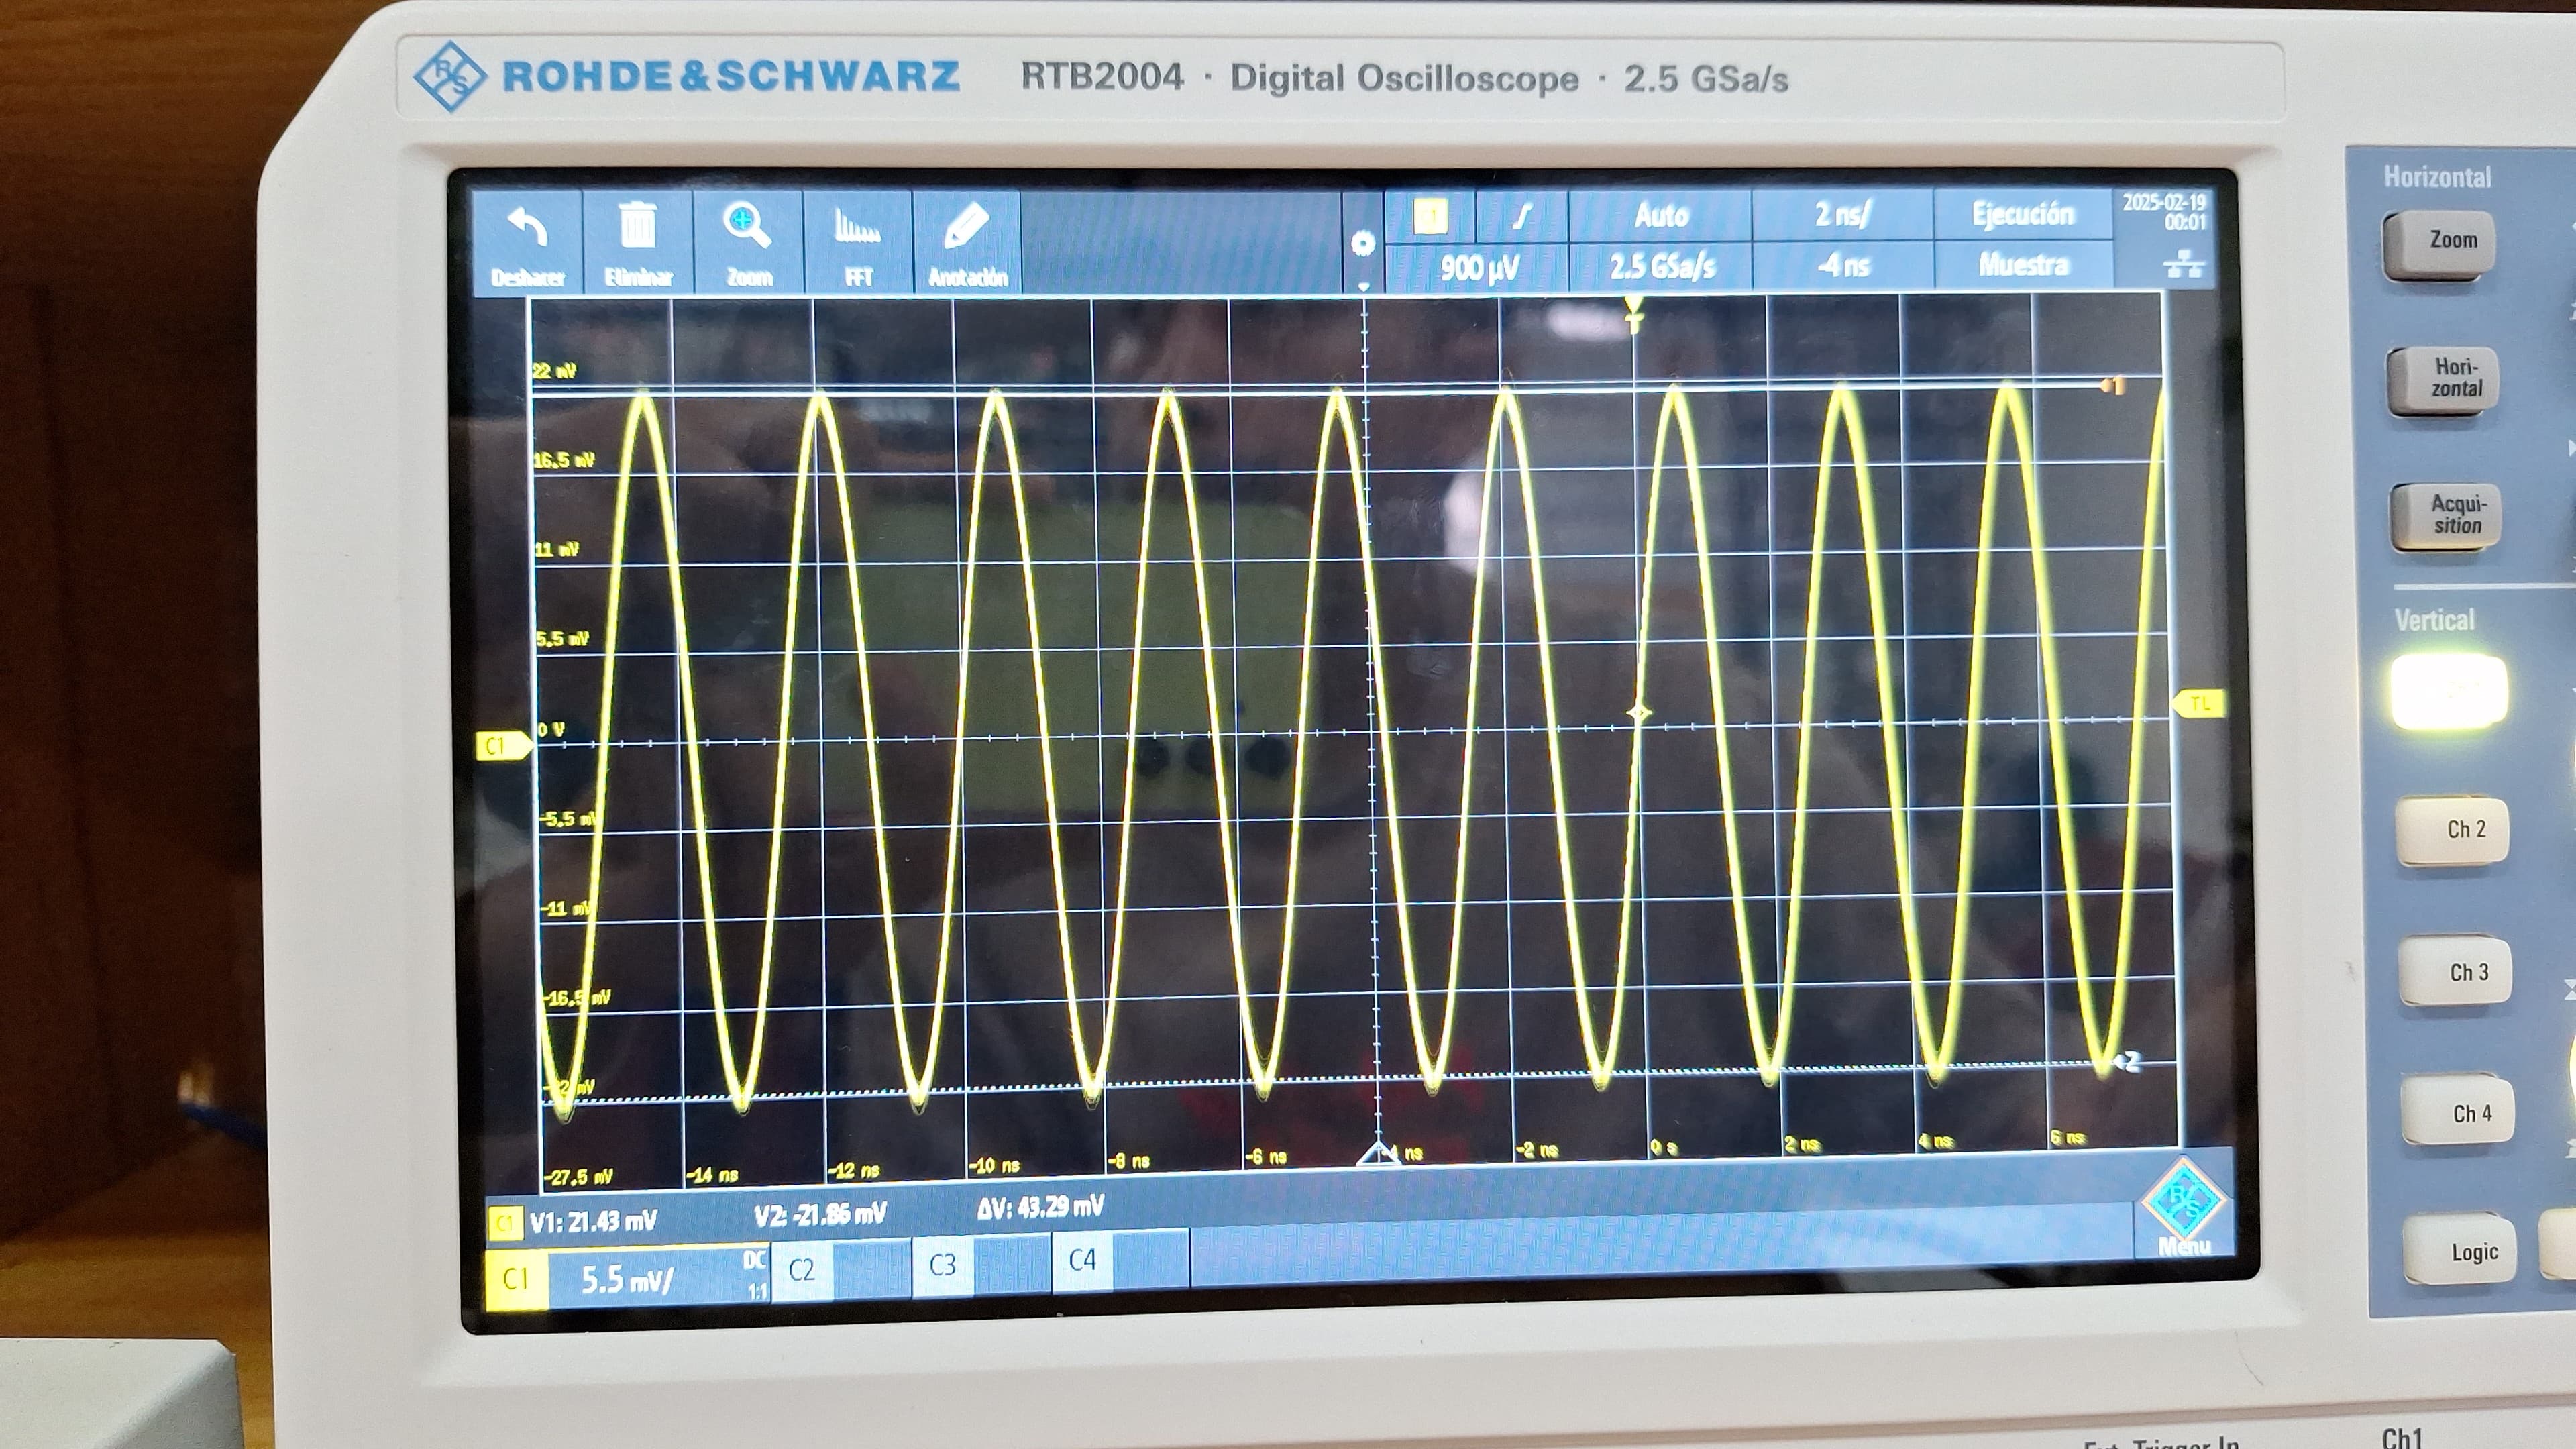 ROHDE&SCHWARZ RTB2004 · Digital Oscilloscope · 2.5 GSa/s
Deshacer Eliminar Zoom FFT Anotación
Auto 2 ns/ Ejecución 2025-02-19 00:01
900 µV 2.5 GSa/s -4 ns Muestra
T
22 mV
1
16.5 mV
11 mV
5.5 mV
C1 0 V TL
-5.5 mV
-11 mV
-16.5 mV
2
-27.5 mV -14 ns -12 ns -10 ns -8 ns -6 ns ns -2 ns 0 s 2 ns 4 ns 6 ns
C1 V1: 21.43 mV V2: -21.86 mV ΔV: 43.29 mV
C1 5.5 mV/ DC 1:1 C2 C3 C4 Menu
Horizontal
Zoom
Hori-
zontal
Acqui-
sition
Vertical
Ch 2
Ch 3
Ch 4
Logic
Ch1